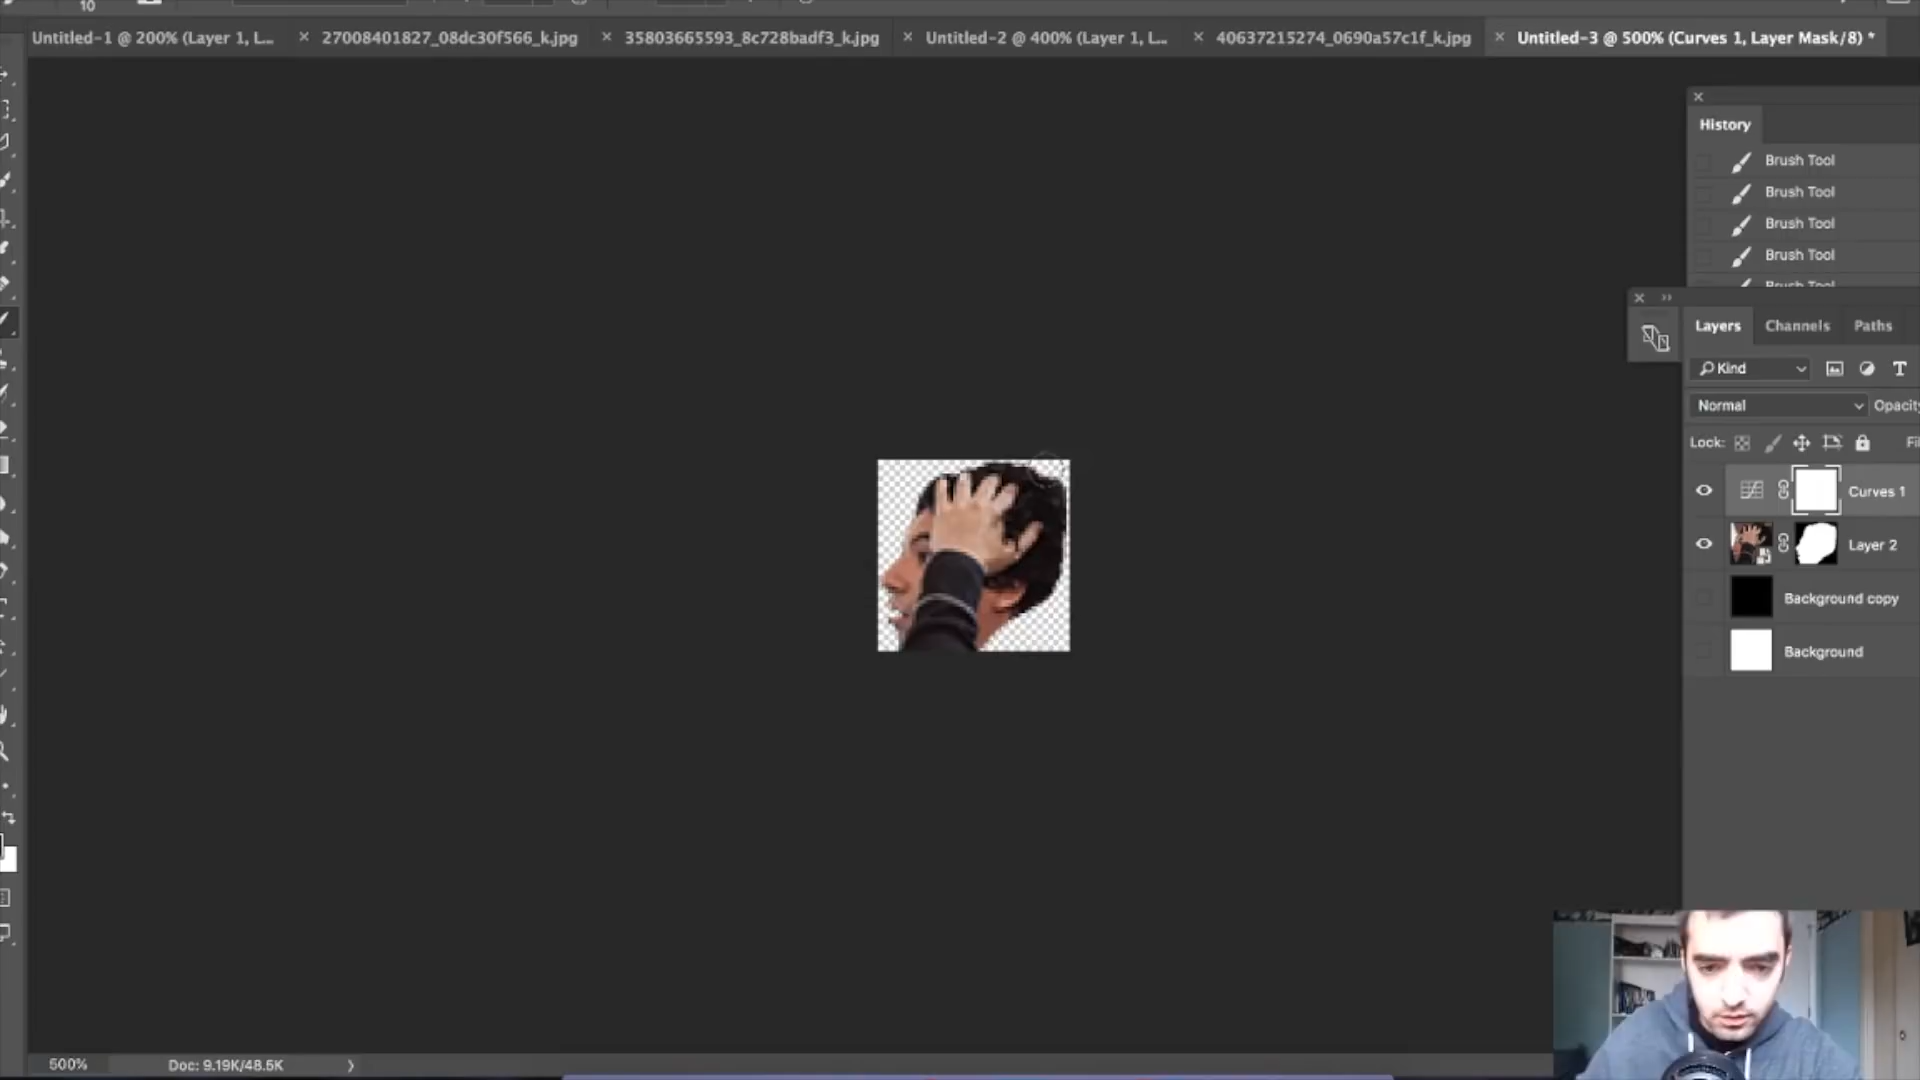 10
Untitled-1 @ 200% (Layer 1, L... × 27008401827_08dc30f566_k.jpg × 35803665593_8c728badf3_k.jpg × Untitled-2 @ 400% (Layer 1, L... × 40637215274_0690a57c1f_k.jpg × Untitled-3 @ 500% (Curves 1, Layer Mask/8) *
History
Brush Tool
Brush Tool
Brush Tool
Brush Tool
Brush Tool
Layers Channels Paths
Kind T
Normal Opacity
Lock: Fil
Curves 1
Layer 2
Background copy
Background
500% Doc: 9.19K/48.5K